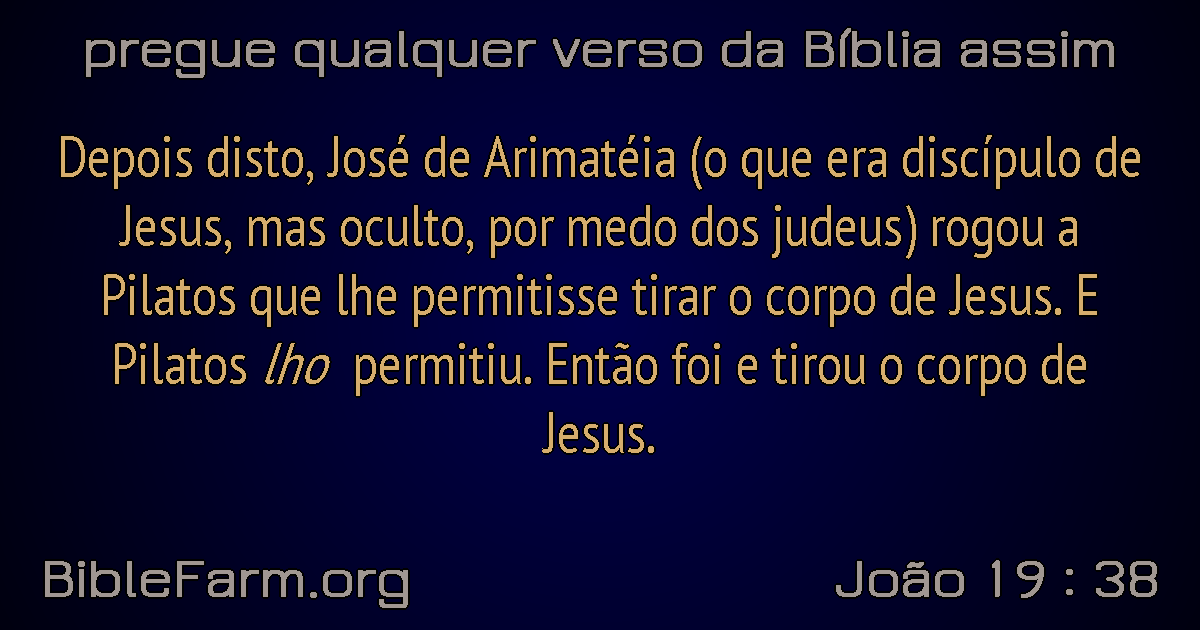 pregue qualquer verso da Bíblia assim
Depois disto, José de Arimatéia (o que era discípulo de
Jesus, mas oculto, por medo dos judeus) rogou a
Pilatos que lhe permitisse tirar o corpo de Jesus. E
Pilatos lho permitiu. Então foi e tirou o corpo de
Jesus.
BibleFarm.org
João 19 : 38